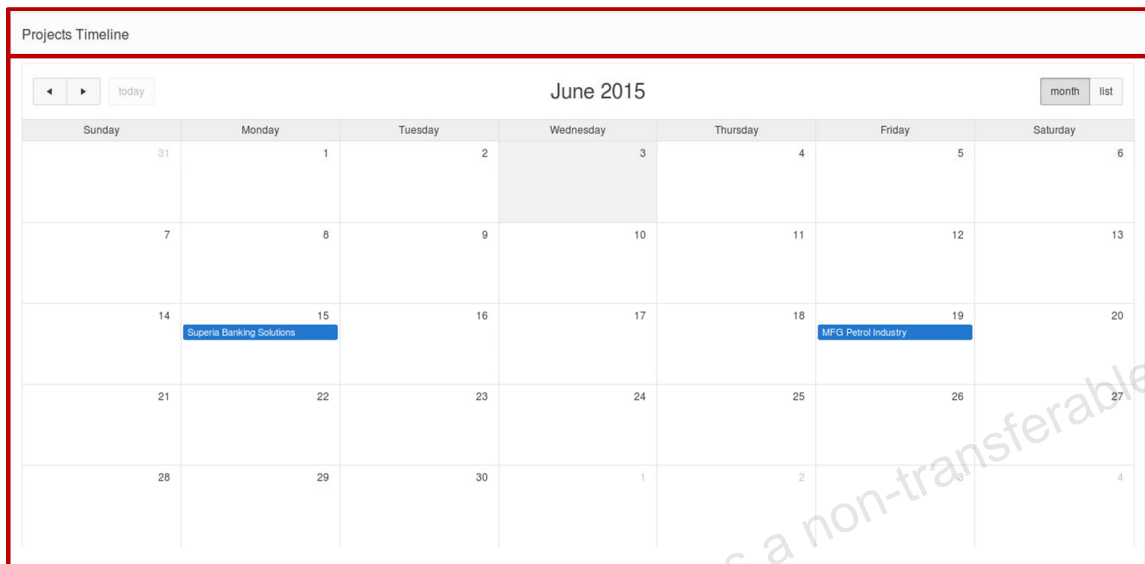 Projects Timeline
today
June 2015
month list
Sunday Monday Tuesday Wednesday Thursday Friday Saturday
31 1 2 3 4 5 6
7 8 9 10 11 12 13
14 15 16 17 18 19 20
Superia Banking Solutions MFG Petrol Industry
21 22 23 24 25 26 27
28 29 30 1 2 3 4
s a non-transferable